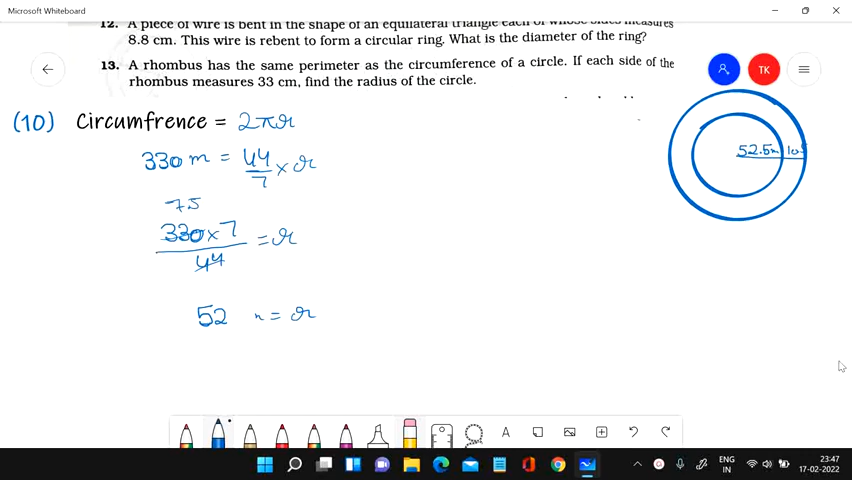 Microsoft Whiteboard
12. A piece of wire is bent in the shape of an equilateral triangle each of whose sides measures
8.8 cm. This wire is rebent to form a circular ring. What is the diameter of the ring?
13. A rhombus has the same perimeter as the circumference of a circle. If each side of the
rhombus measures 33 cm, find the radius of the circle.
TK
(10) Circumfrence = 2πr
330 m = 44/7 × r
52.5m
75
330 × 7 / 44 = r
52 = r
ENG
IN
23:47
17-02-2022